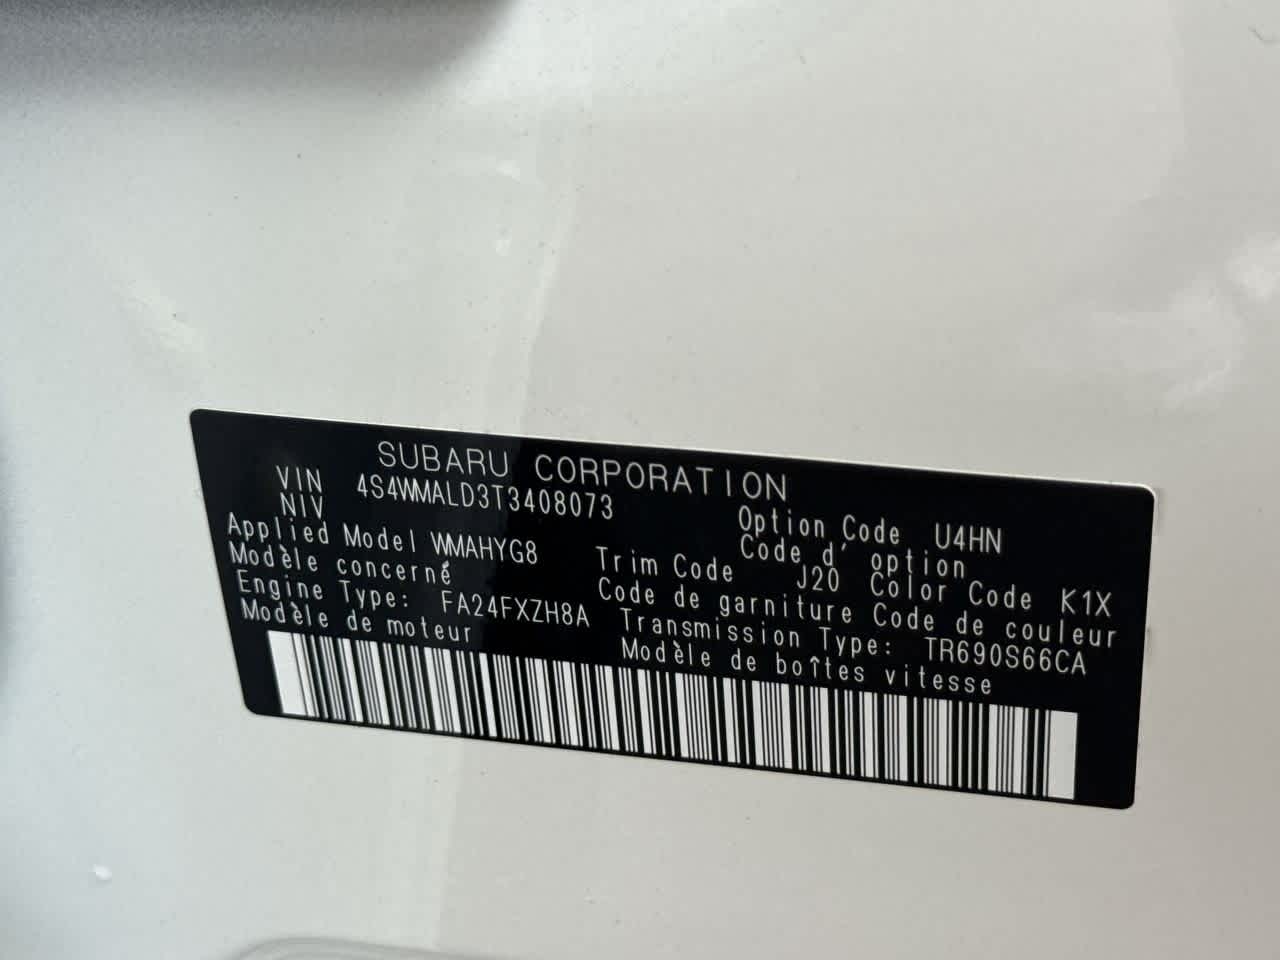 SUBARU CORPORATION
VIN 4S4WMALD3T3408073
NIV
Option Code U4HN
Code d' option
Applied Model WMAHYG8
Modèle concerné
Trim Code J20 Color Code K1X
Code de garniture Code de couleur
Engine Type: FA24FXZH8A
Modèle de moteur
Transmission Type: TR690S66CA
Modèle de boîtes vitesse